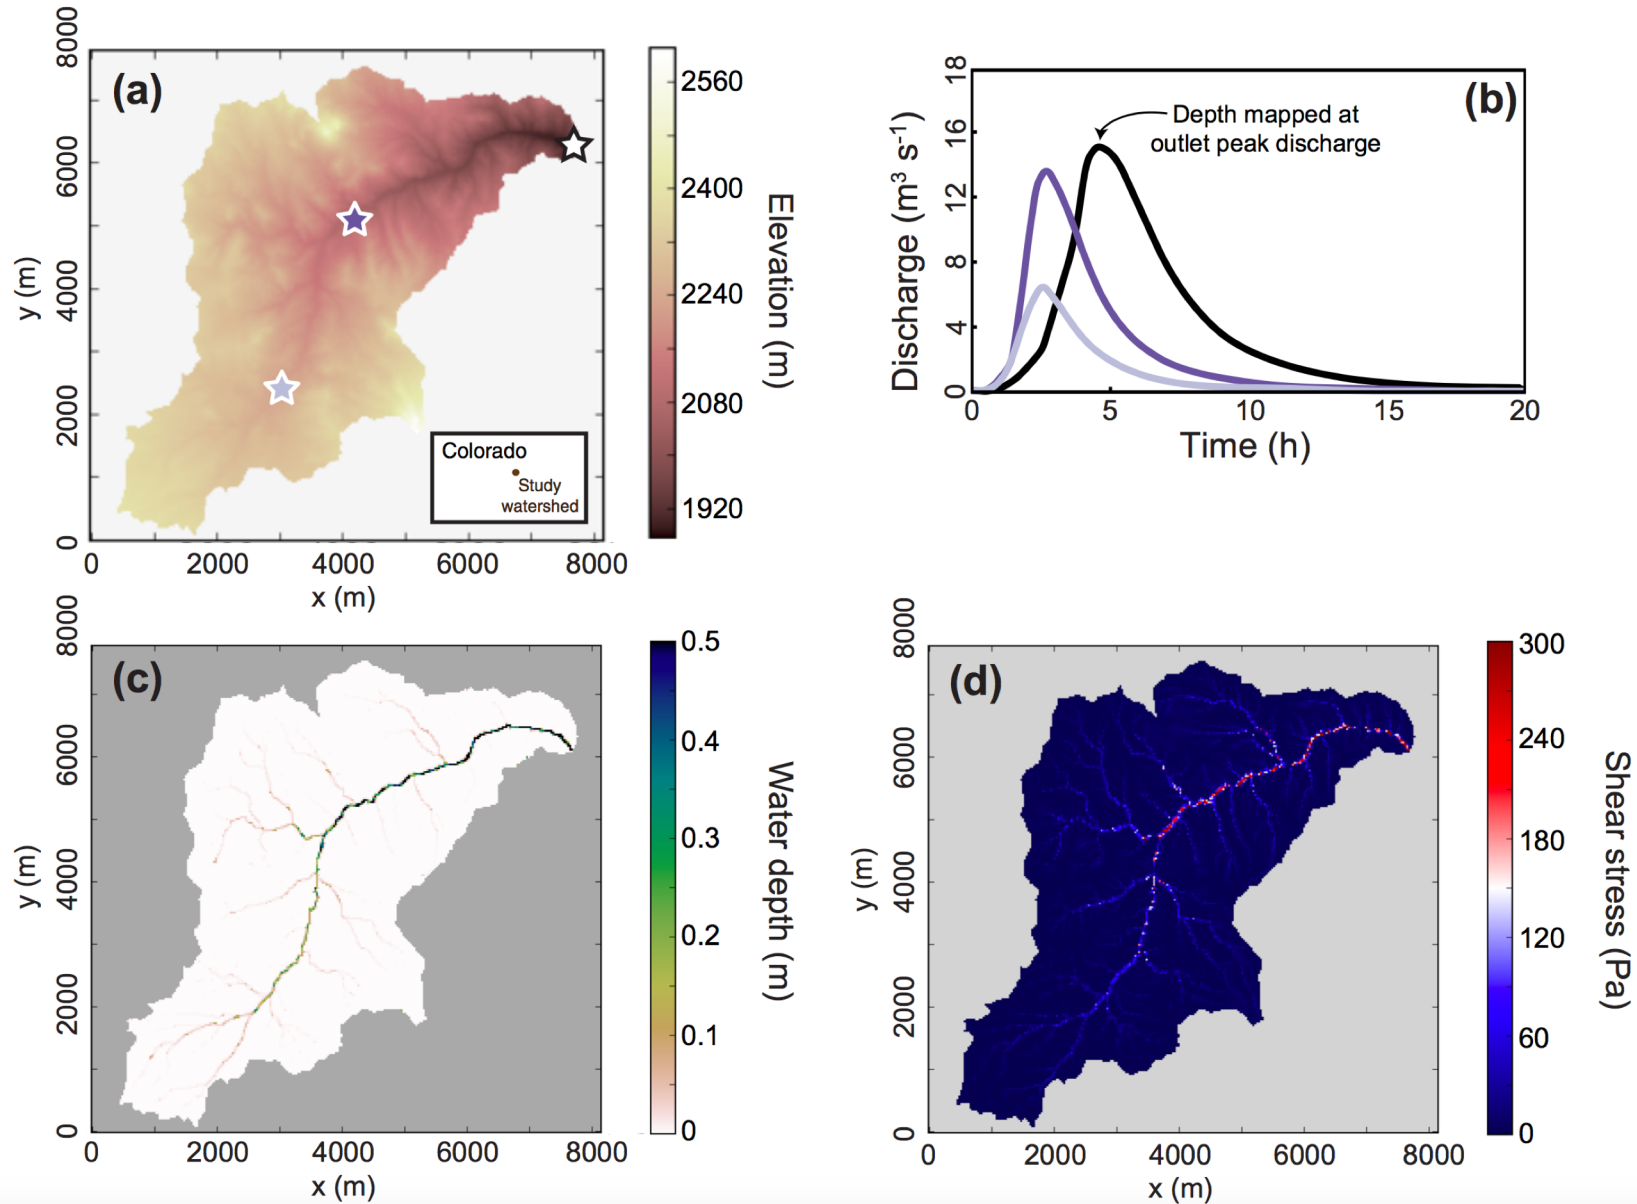 (a)
8000
6000
4000
2000
0
y (m)
0 2000 4000 6000 8000
x (m)
Colorado
Study
watershed
2560
2400
2240
2080
1920
Elevation (m)
(b)
18
16
12
8
4
0
Discharge (m³ s⁻¹)
Depth mapped at
outlet peak discharge
0 5 10 15 20
Time (h)
(c)
8000
6000
4000
2000
0
y (m)
0 2000 4000 6000 8000
x (m)
0.5
0.4
0.3
0.2
0.1
0
Water depth (m)
(d)
8000
6000
4000
2000
0
y (m)
0 2000 4000 6000 8000
x (m)
300
240
180
120
60
0
Shear stress (Pa)